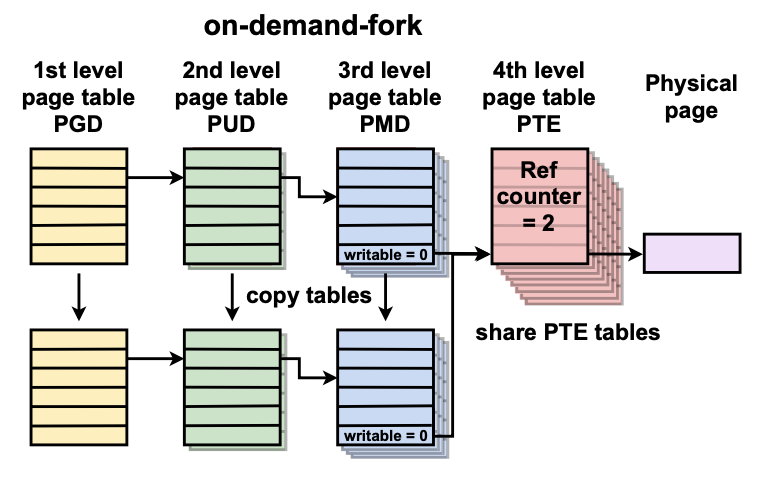 on-demand-fork
1st level
page table
PGD
2nd level
page table
PUD
3rd level
page table
PMD
4th level
page table
PTE
Physical
page
Ref
counter
= 2
writable = 0
copy tables
share PTE tables
writable = 0